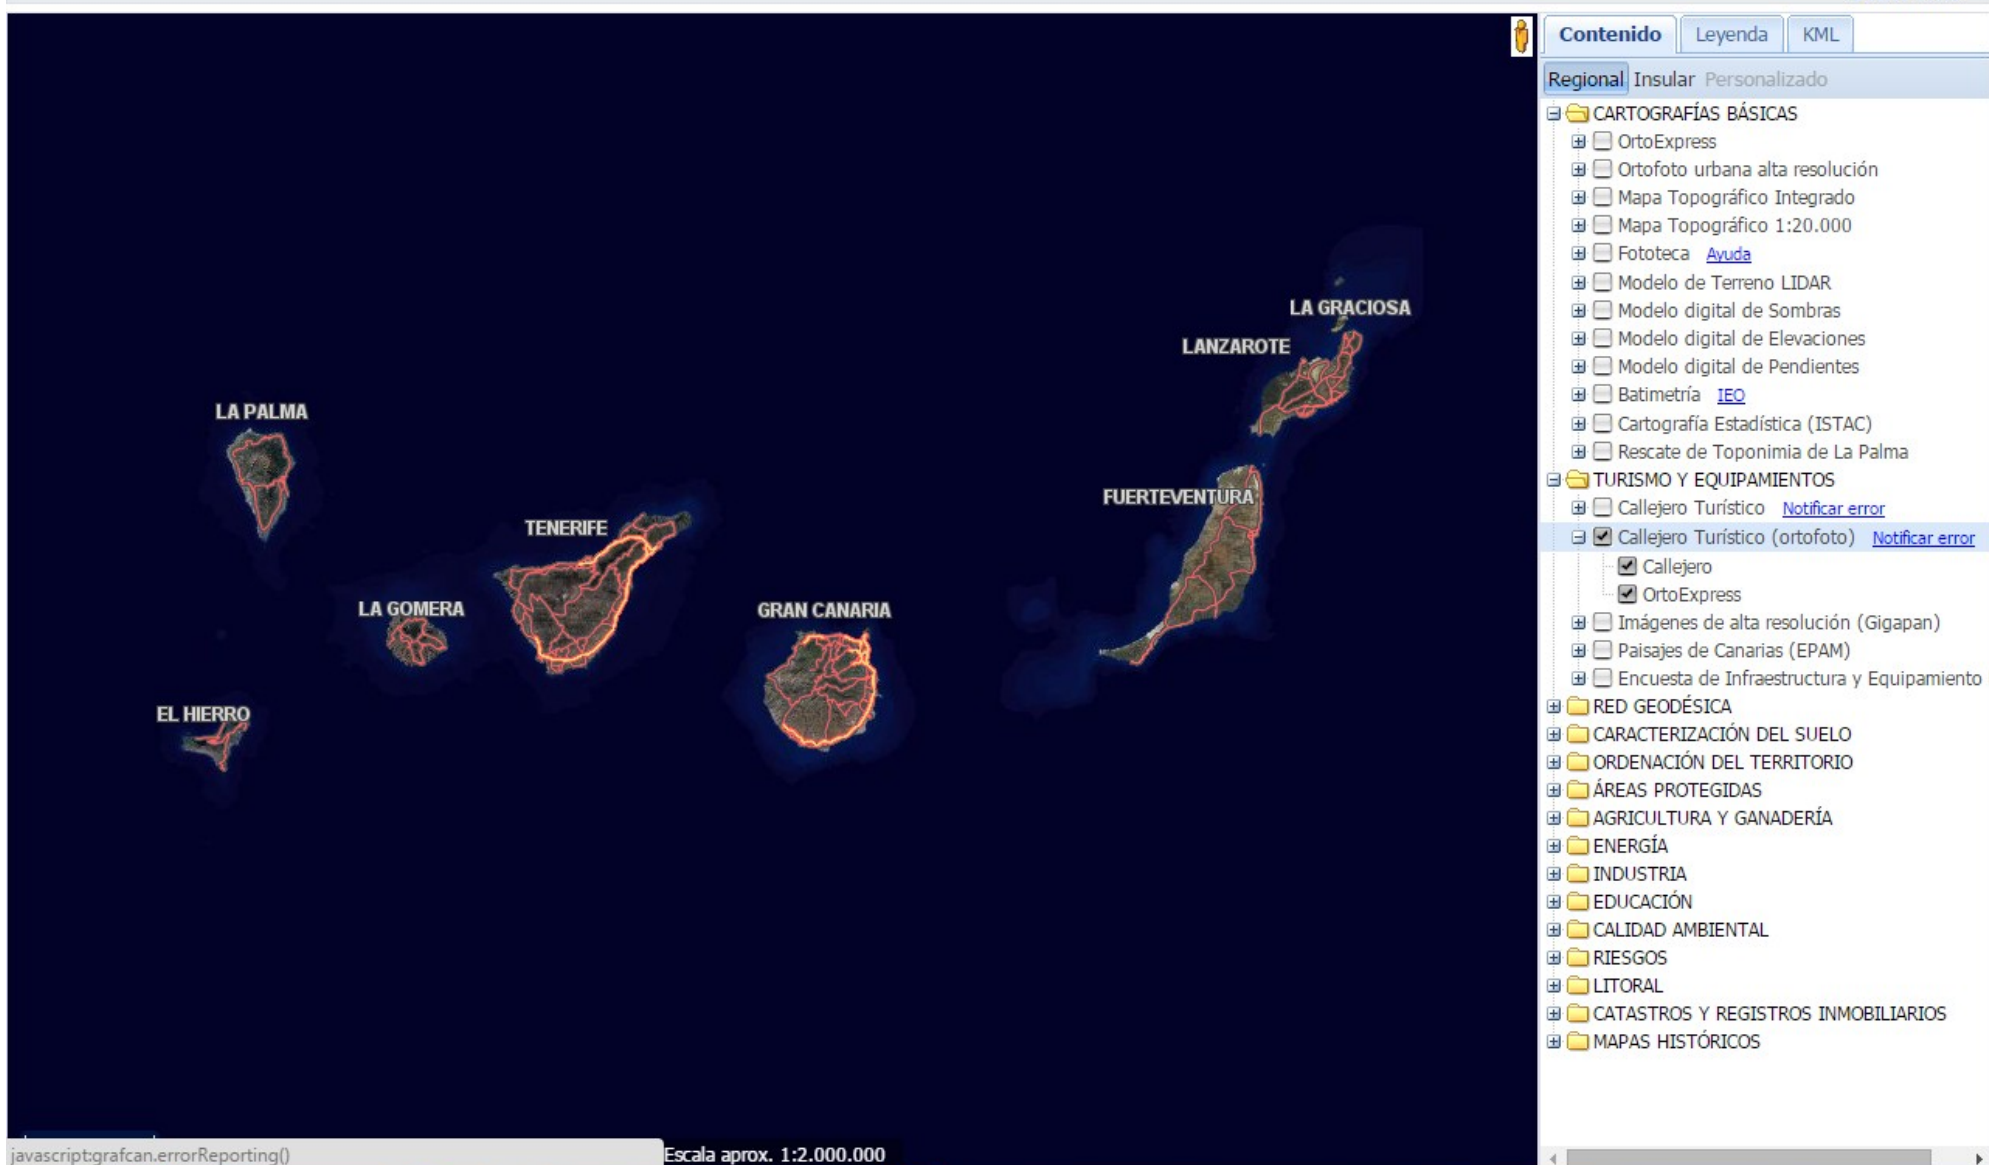 LA GRACIOSA
LANZAROTE
LA PALMA
FUERTEVENTURA
TENERIFE
LA GOMERA
GRAN CANARIA
EL HIERRO
javascript:grafcan.errorReporting()
Escala aprox. 1:2.000.000
Contenido Leyenda KML
Regional Insular Personalizado
CARTOGRAFÍAS BÁSICAS
OrtoExpress
Ortofoto urbana alta resolución
Mapa Topográfico Integrado
Mapa Topográfico 1:20.000
Fototeca Ayuda
Modelo de Terreno LIDAR
Modelo digital de Sombras
Modelo digital de Elevaciones
Modelo digital de Pendientes
Batimetría IEO
Cartografía Estadística (ISTAC)
Rescate de Toponimia de La Palma
TURISMO Y EQUIPAMIENTOS
Callejero Turístico Notificar error
Callejero Turístico (ortofoto) Notificar error
Callejero
OrtoExpress
Imágenes de alta resolución (Gigapan)
Paisajes de Canarias (EPAM)
Encuesta de Infraestructura y Equipamiento
RED GEODÉSICA
CARACTERIZACIÓN DEL SUELO
ORDENACIÓN DEL TERRITORIO
ÁREAS PROTEGIDAS
AGRICULTURA Y GANADERÍA
ENERGÍA
INDUSTRIA
EDUCACIÓN
CALIDAD AMBIENTAL
RIESGOS
LITORAL
CATASTROS Y REGISTROS INMOBILIARIOS
MAPAS HISTÓRICOS